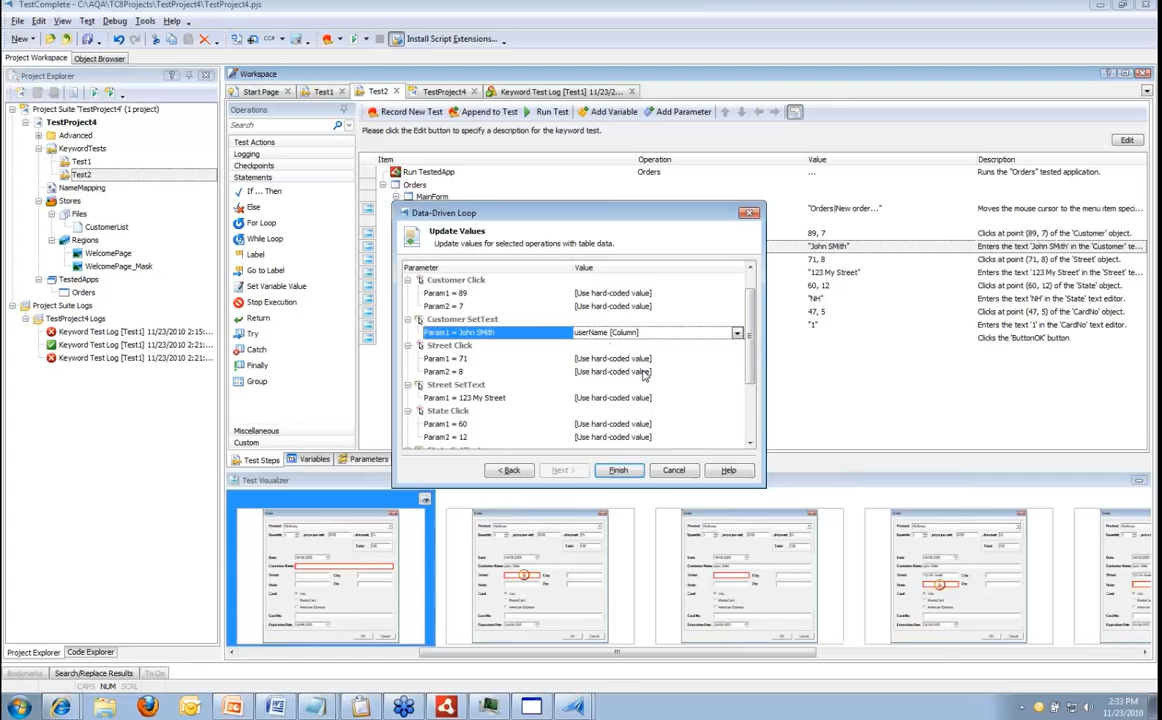 TestComplete - C:\AQA\TC8Projects\TestProject4\TestProject4.pjs
File Edit View Test Debug Tools Help
New Install Script Extensions...
Project Workspace Object Browser
Project Explorer
Project Suite 'TestProject4' (1 project)
TestProject4
Advanced
KeywordTests
Test1
Test2
NameMapping
Stores
Files
CustomerList
Regions
WelcomePage
WelcomePage_Mask
TestedApps
Orders
Project Suite Logs
TestProject4 Logs
Keyword Test Log [Test1] 11/23/2010 2:15...
Keyword Test Log [Test1] 11/23/2010 2:14...
Keyword Test Log [Test1] 11/23/2010 2:14...
Project Explorer Code Explorer
Workspace
Start Page Test1 Test2 TestProject4 Keyword Test Log [Test1] 11/23/2...
Operations
Search
Test Actions
Logging
Checkpoints
Statements
If ... Then
Else
For Loop
While Loop
Label
Go to Label
Set Variable Value
Stop Execution
Return
Try
Catch
Finally
Group
Miscellaneous
Custom
Record New Test Append to Test Run Test Add Variable Add Parameter
Please click the Edit button to specify a description for the keyword test.
Edit
Item Operation Value Description
Run TestedApp Orders ... Runs the "Orders" tested application.
Orders
MainForm
"Orders|New order..." Moves the mouse cursor to the menu item speci...
89, 7 Clicks at point (89, 7) of the 'Customer' object.
"John SMith" Enters the text 'John SMith' in the 'Customer' te...
71, 8 Clicks at point (71, 8) of the 'Street' object.
"123 My Street" Enters the text '123 My Street' in the 'Street' te...
60, 12 Clicks at point (60, 12) of the 'State' object.
"NH" Enters the text 'NH' in the 'State' text editor.
47, 5 Clicks at point (47, 5) of the 'CardNo' object.
"1" Enters the text '1' in the 'CardNo' text editor.
Clicks the 'ButtonOK' button
Data-Driven Loop
Update Values
Update values for selected operations with table data.
Parameter Value
Customer Click
Param1 = 89 [Use hard-coded value]
Param2 = 7 [Use hard-coded value]
Customer SetText
Param1 = John SMith userName [Column]
Street Click
Param1 = 71 [Use hard-coded value]
Param2 = 8 [Use hard-coded value]
Street SetText
Param1 = 123 My Street [Use hard-coded value]
State Click
Param1 = 60 [Use hard-coded value]
Param2 = 12 [Use hard-coded value]
< Back Next > Finish Cancel Help
Test Steps Variables Parameters
Test Visualizer
Bookmarks Search/Replace Results To Do
CAPS NUM SCRL
2:33 PM
11/23/2010